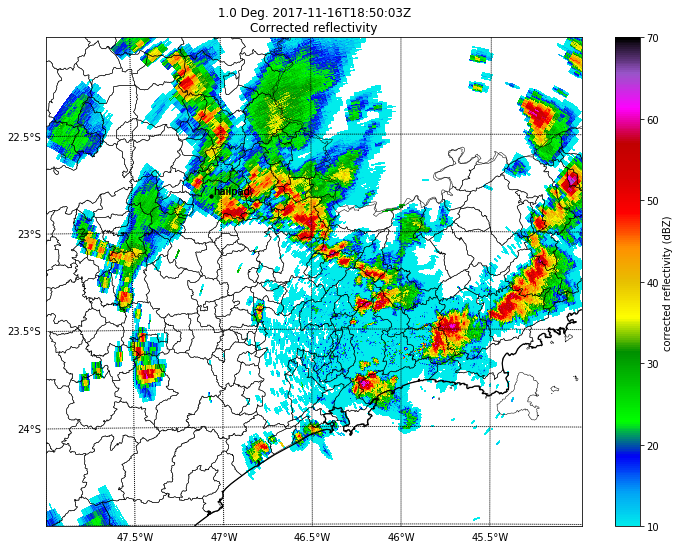 1.0 Deg. 2017-11-16T18:50:03Z
Corrected reflectivity
22.5°S
23°S
23.5°S
24°S
47.5°W
47°W
46.5°W
46°W
45.5°W
hailpad
70
60
50
40
30
20
10
corrected reflectivity (dBZ)